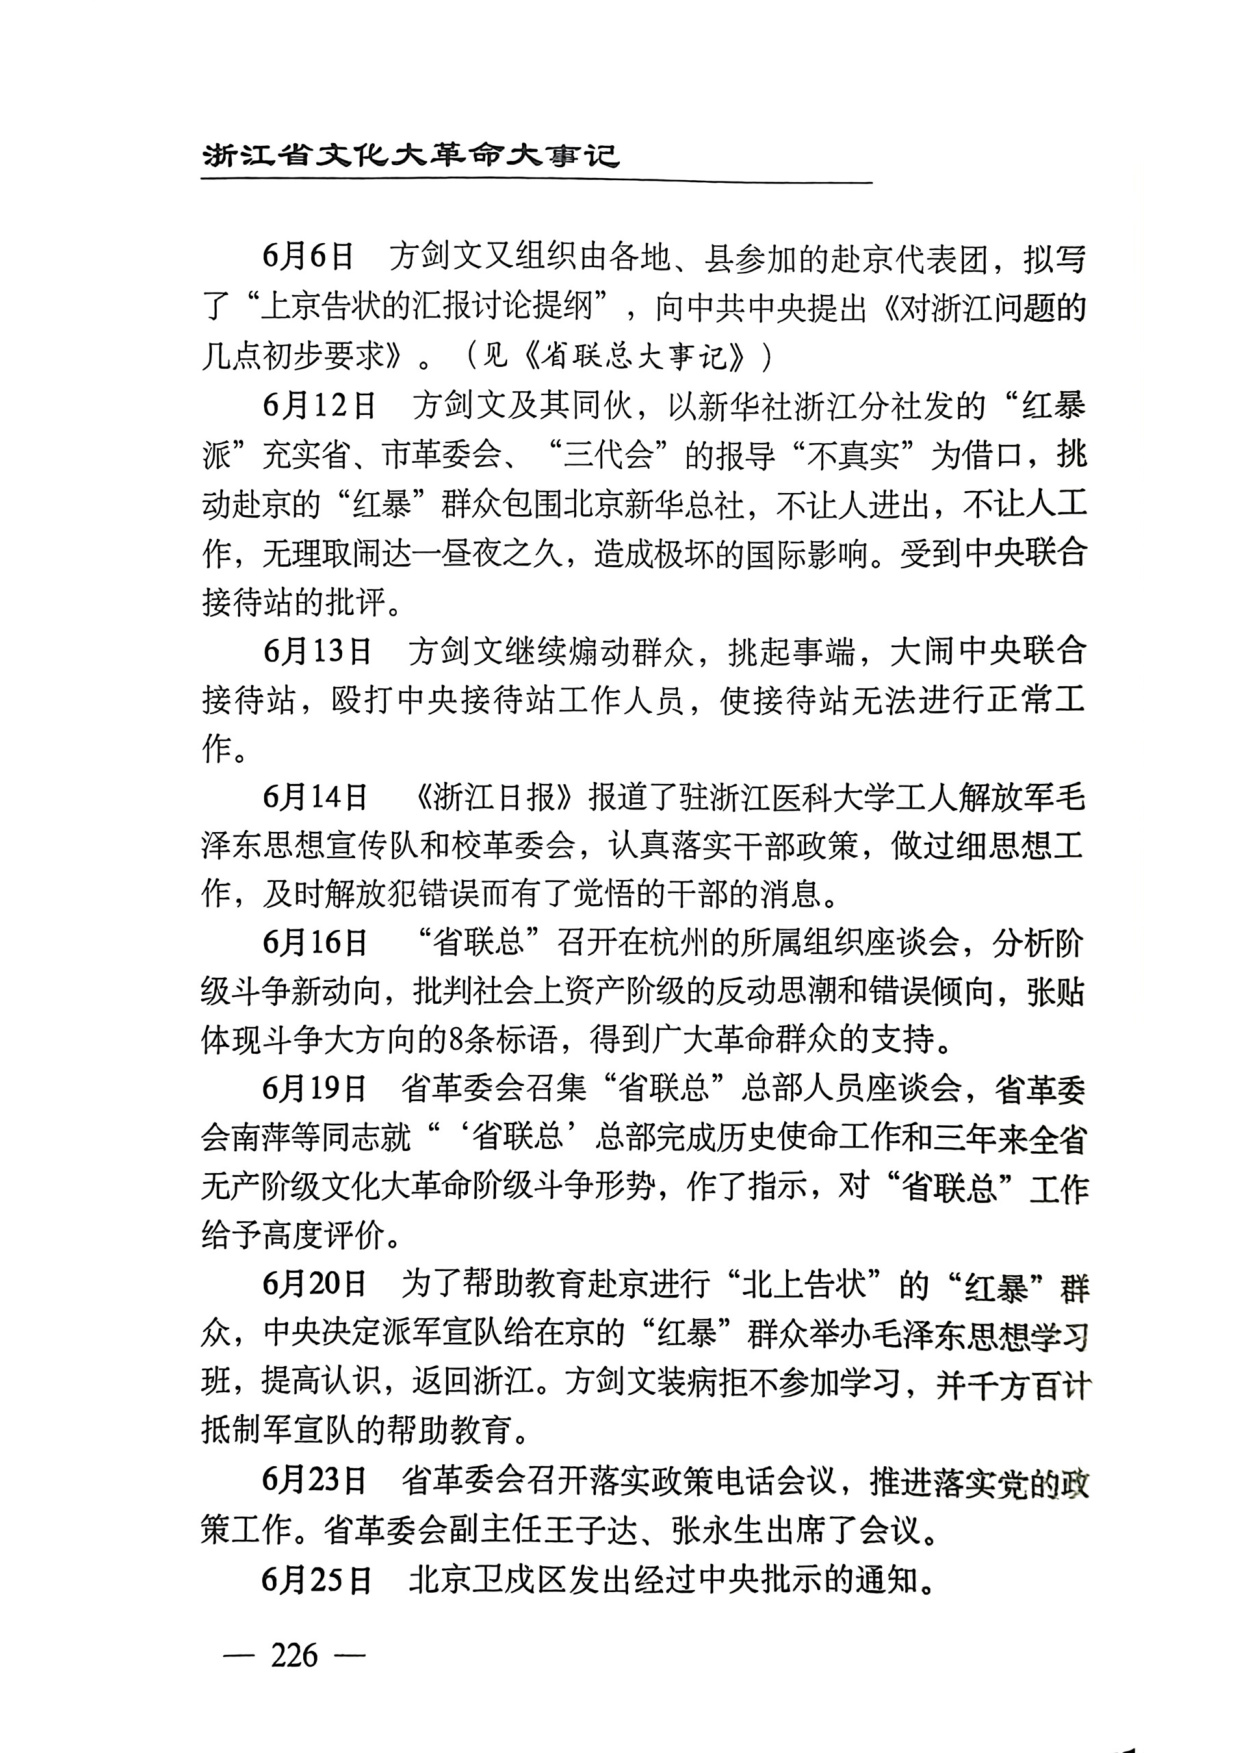 浙江省文化大革命大事记
6月6日　方剑文又组织由各地、县参加的赴京代表团，拟写
了“上京告状的汇报讨论提纲”，向中共中央提出《对浙江问题的
几点初步要求》。（见《省联总大事记》）
6月12日　方剑文及其同伙，以新华社浙江分社发的“红暴
派”充实省、市革委会、“三代会”的报导“不真实”为借口，挑
动赴京的“红暴”群众包围北京新华总社，不让人进出，不让人工
作，无理取闹达一昼夜之久，造成极坏的国际影响。受到中央联合
接待站的批评。
6月13日　方剑文继续煽动群众，挑起事端，大闹中央联合
接待站，殴打中央接待站工作人员，使接待站无法进行正常工
作。
6月14日　《浙江日报》报道了驻浙江医科大学工人解放军毛
泽东思想宣传队和校革委会，认真落实干部政策，做过细思想工
作，及时解放犯错误而有了觉悟的干部的消息。
6月16日　“省联总”召开在杭州的所属组织座谈会，分析阶
级斗争新动向，批判社会上资产阶级的反动思潮和错误倾向，张贴
体现斗争大方向的8条标语，得到广大革命群众的支持。
6月19日　省革委会召集“省联总”总部人员座谈会，省革委
会南萍等同志就“‘省联总’总部完成历史使命工作和三年来全省
无产阶级文化大革命阶级斗争形势，作了指示，对“省联总”工作
给予高度评价。
6月20日　为了帮助教育赴京进行“北上告状”的“红暴”群
众，中央决定派军宣队给在京的“红暴”群众举办毛泽东思想学习
班，提高认识，返回浙江。方剑文装病拒不参加学习，并千方百计
抵制军宣队的帮助教育。
6月23日　省革委会召开落实政策电话会议，推进落实党的政
策工作。省革委会副主任王子达、张永生出席了会议。
6月25日　北京卫戍区发出经过中央批示的通知。
— 226 —